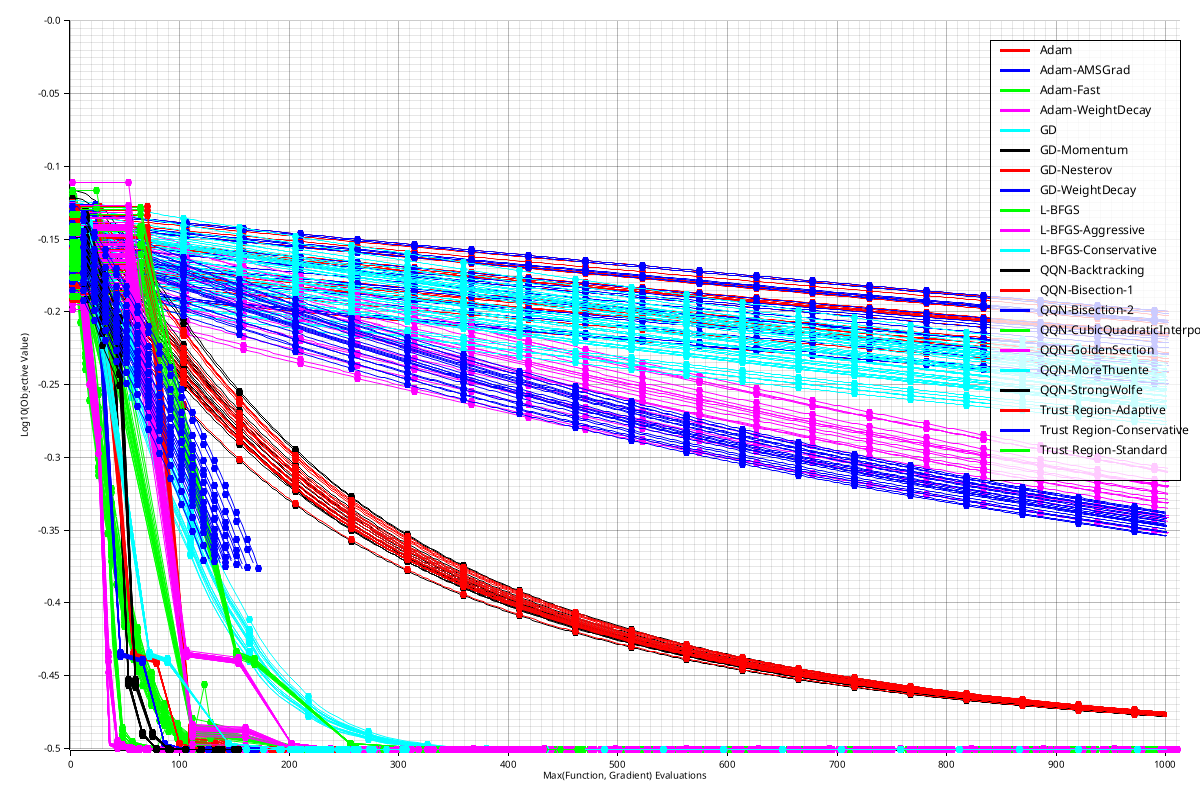 -0.0
-0.05
-0.1
-0.15
-0.2
-0.25
-0.3
-0.35
-0.4
-0.45
-0.5
Log10(Objective Value)
0
100
200
300
400
500
600
700
800
900
1000
Max(Function, Gradient) Evaluations
Adam
Adam-AMSGrad
Adam-Fast
Adam-WeightDecay
GD
GD-Momentum
GD-Nesterov
GD-WeightDecay
L-BFGS
L-BFGS-Aggressive
L-BFGS-Conservative
QQN-Backtracking
QQN-Bisection-1
QQN-Bisection-2
QQN-CubicQuadraticInterpo
QQN-GoldenSection
QQN-MoreThuente
QQN-StrongWolfe
Trust Region-Adaptive
Trust Region-Conservative
Trust Region-Standard